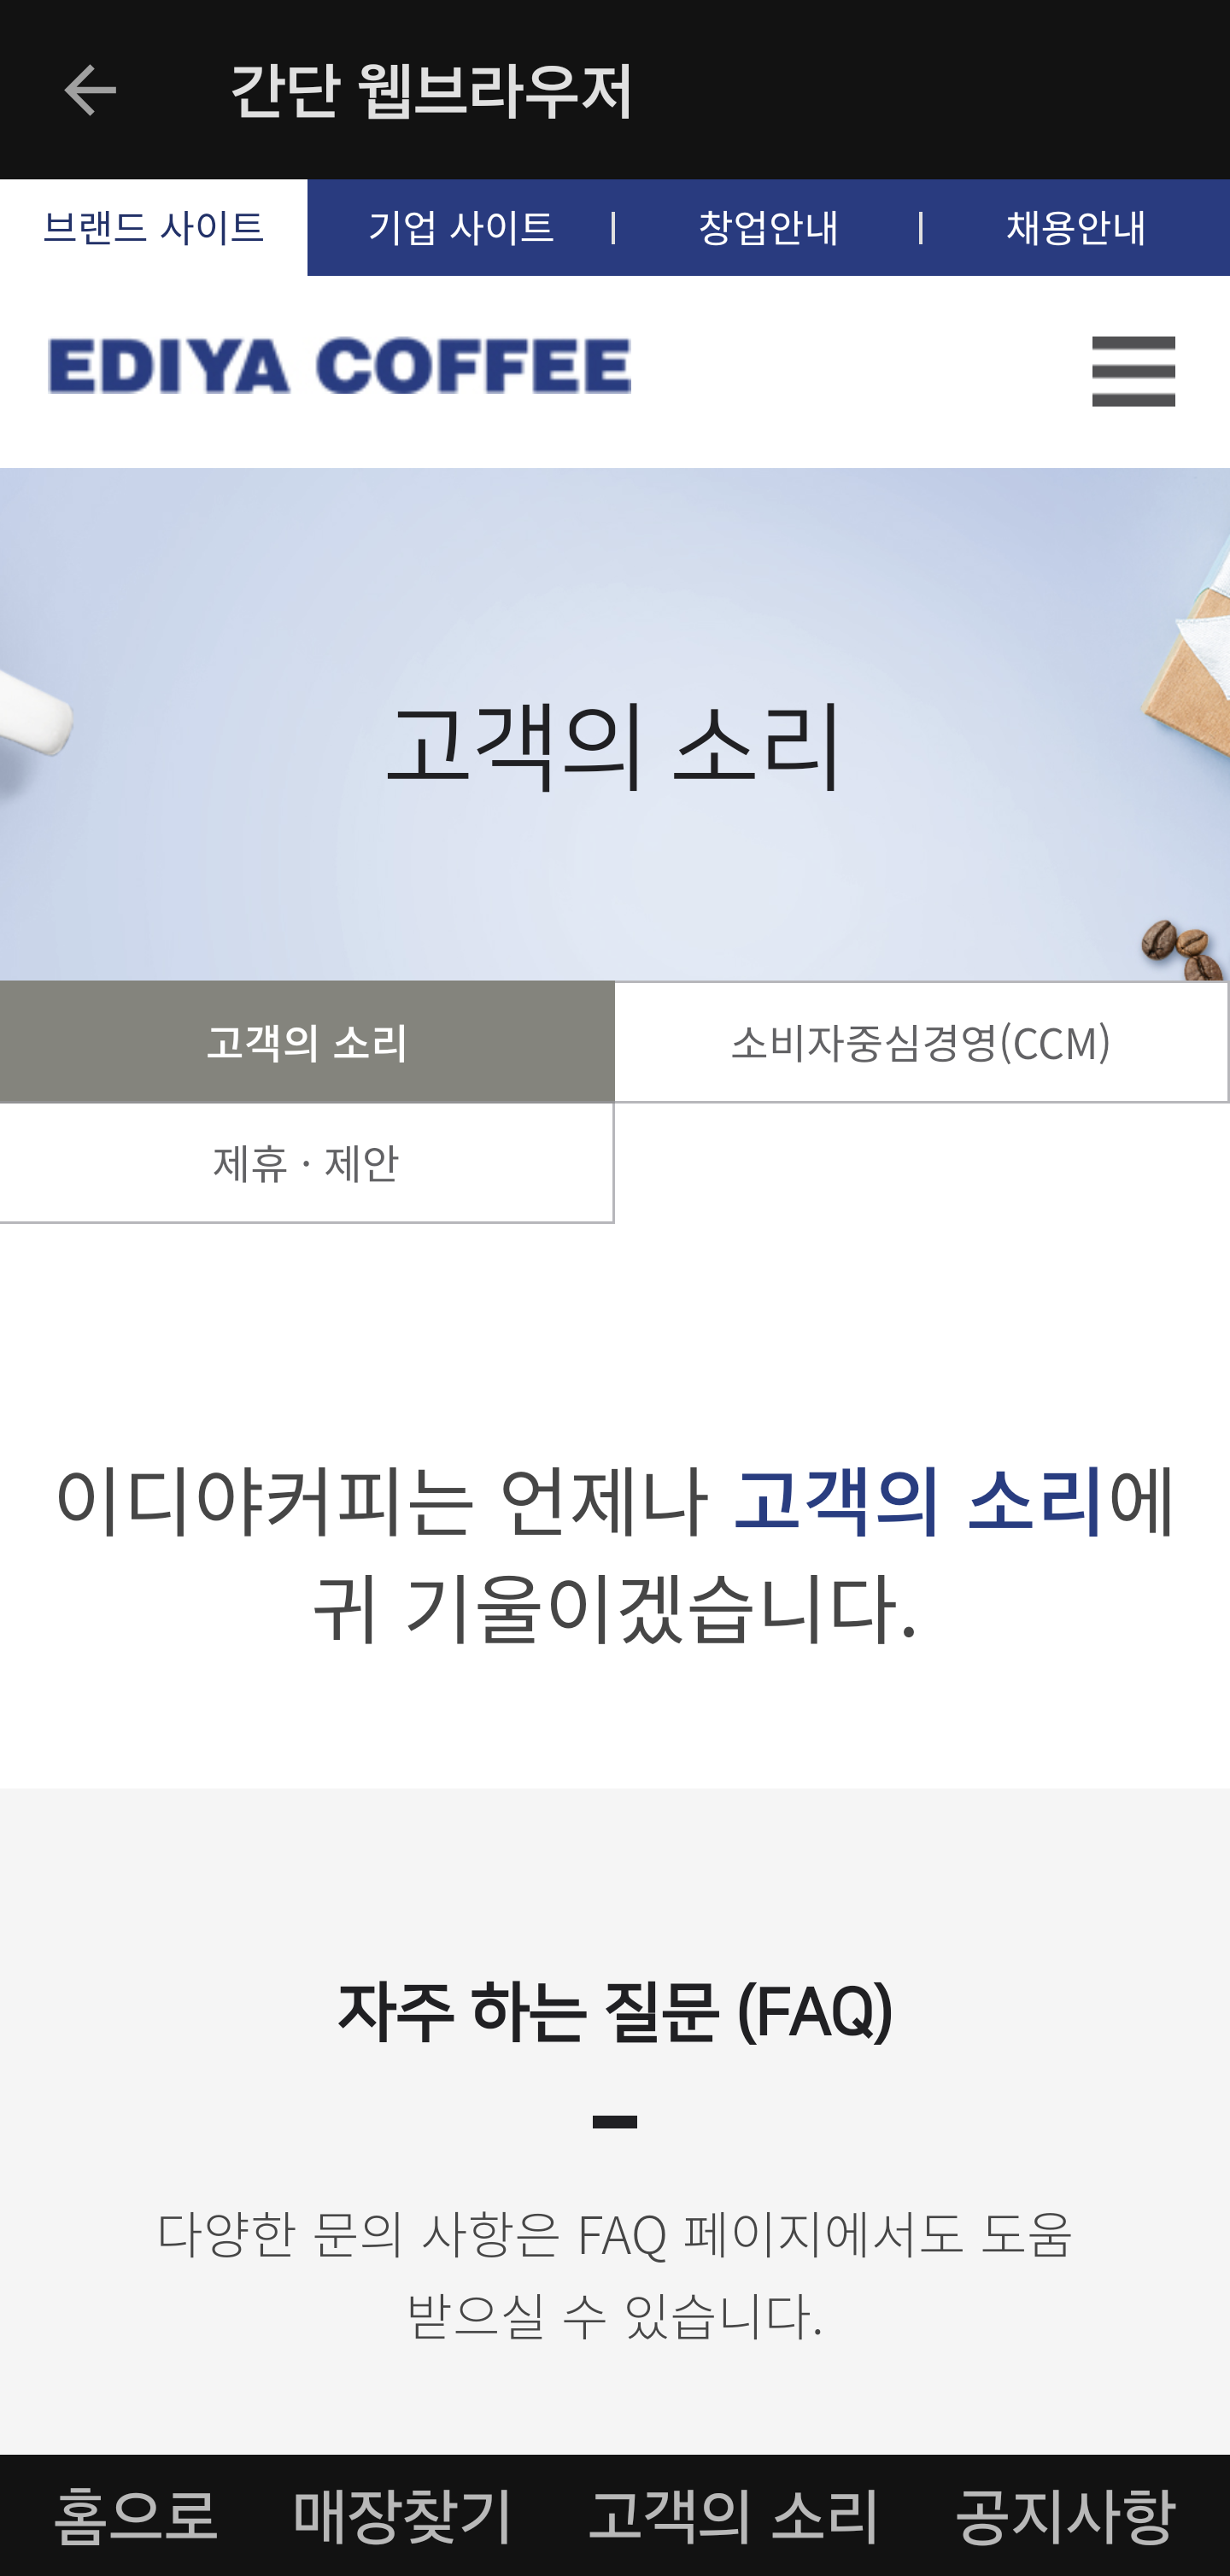 간단 웹브라우저
브랜드 사이트 기업 사이트 | 창업안내 | 채용안내
EDIYA COFFEE
고객의 소리
고객의 소리 소비자중심경영(CCM)
제휴 · 제안
이디야커피는 언제나 고객의 소리에
귀 기울이겠습니다.
자주 하는 질문 (FAQ)
다양한 문의 사항은 FAQ 페이지에서도 도움
받으실 수 있습니다.
홈으로 매장찾기 고객의 소리 공지사항